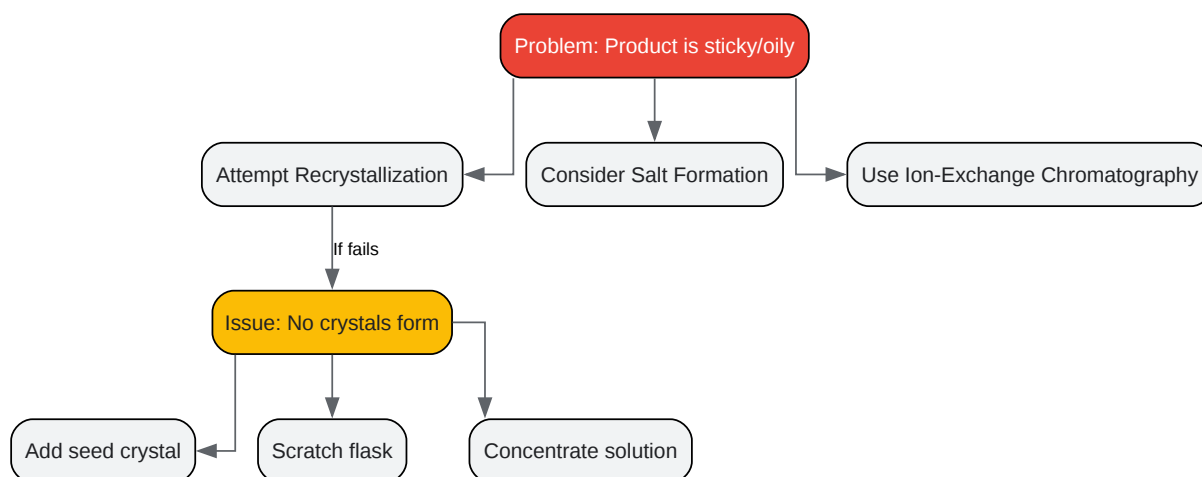 Problem: Product is sticky/oily
Attempt Recrystallization
Consider Salt Formation
Use Ion-Exchange Chromatography
If fails
Issue: No crystals form
Add seed crystal
Scratch flask
Concentrate solution